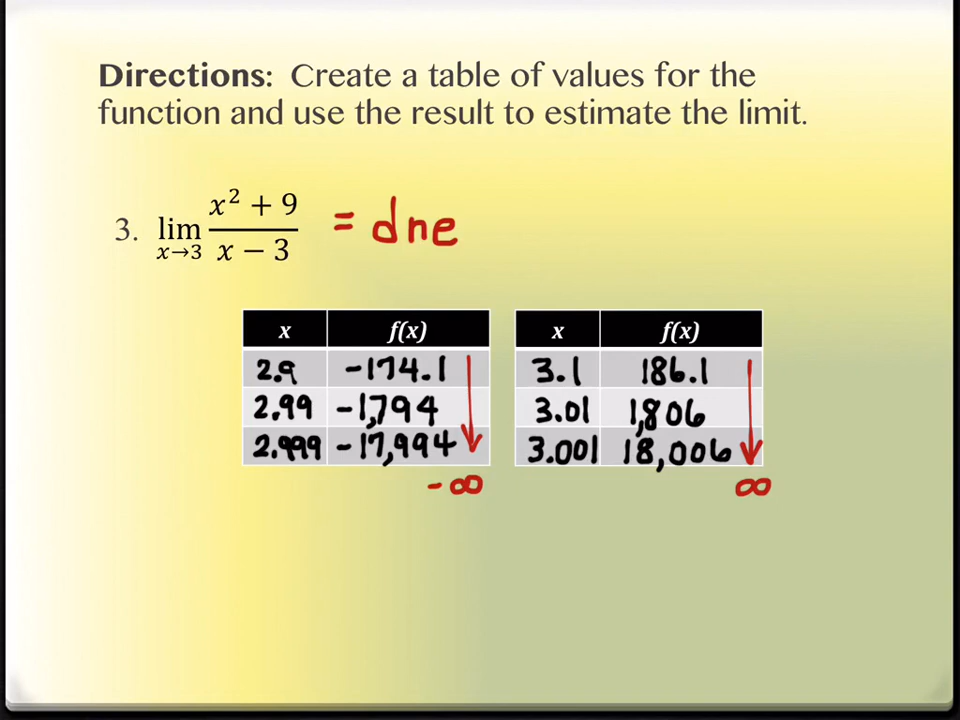 Directions: Create a table of values for the
function and use the result to estimate the limit.
3. lim x→3 x² + 9 / x − 3 = dne
x f(x) x f(x)
2.9 -174.1 3.1 186.1
2.99 -1,794 3.01 1,806
2.999 -17,994 3.001 18,006
-∞ ∞